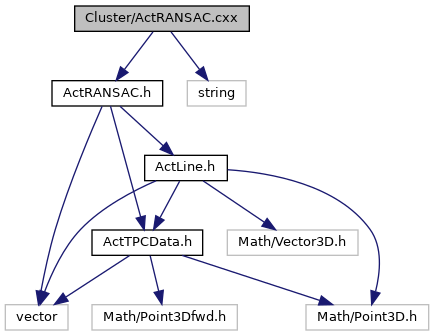 Cluster/ActRANSAC.cxx
ActRANSAC.h
string
ActLine.h
ActTPCData.h
Math/Vector3D.h
vector
Math/Point3Dfwd.h
Math/Point3D.h